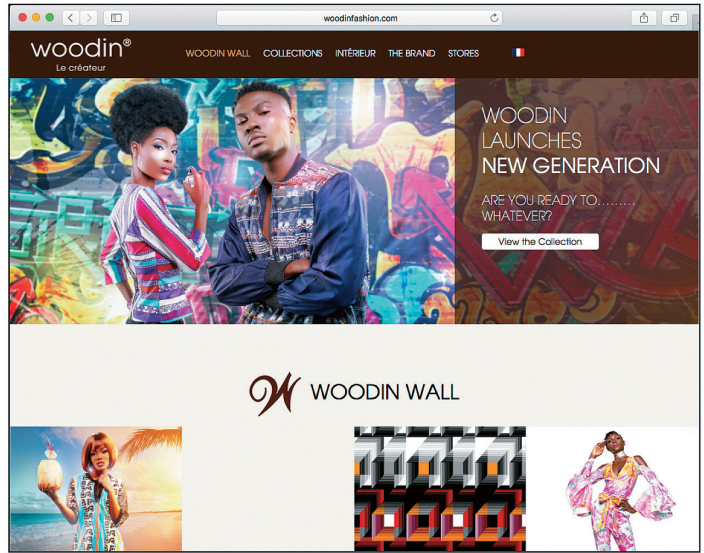 woodinfashion.com
woodin®
Le créateur
WOODIN WALL
COLLECTIONS
INTÉRIEUR
THE BRAND
STORES
WOODIN
LAUNCHES
NEW GENERATION
ARE YOU READY TO.........
WHATEVER?
View the Collection
W WOODIN WALL